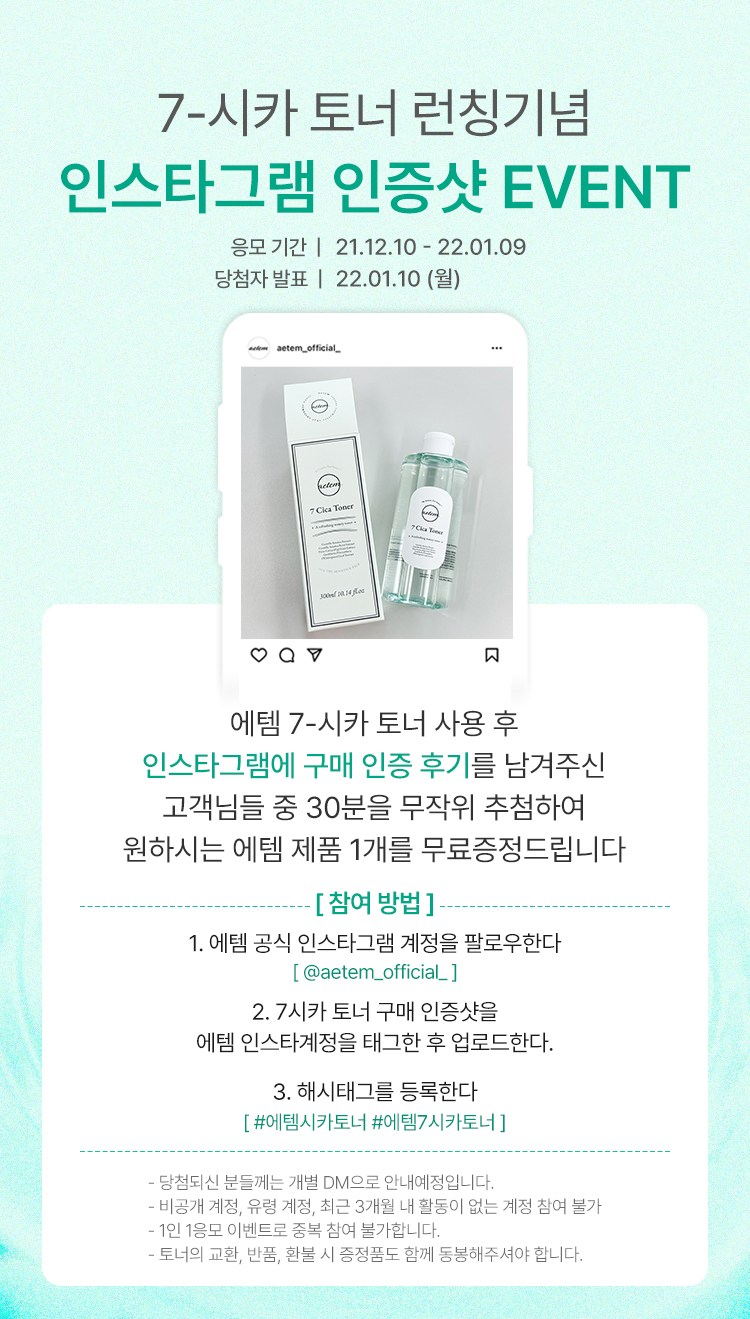 7-시카 토너 런칭기념
인스타그램 인증샷 EVENT
응모 기간 | 21.12.10 - 22.01.09
당첨자 발표 | 22.01.10 (월)
aetem aetem_official_
aetem
aetem
7 Cica Toner
300ml 10.14 fl.oz
aetem
7 Cica Toner
에템 7-시카 토너 사용 후
인스타그램에 구매 인증 후기를 남겨주신
고객님들 중 30분을 무작위 추첨하여
원하시는 에템 제품 1개를 무료증정드립니다
[ 참여 방법 ]
1. 에템 공식 인스타그램 계정을 팔로우한다
[ @aetem_official_ ]
2. 7시카 토너 구매 인증샷을
에템 인스타계정을 태그한 후 업로드한다.
3. 해시태그를 등록한다
[ #에템시카토너 #에템7시카토너 ]
- 당첨되신 분들께는 개별 DM으로 안내예정입니다.
- 비공개 계정, 유령 계정, 최근 3개월 내 활동이 없는 계정 참여 불가
- 1인 1응모 이벤트로 중복 참여 불가합니다.
- 토너의 교환, 반품, 환불 시 증정품도 함께 동봉해주셔야 합니다.